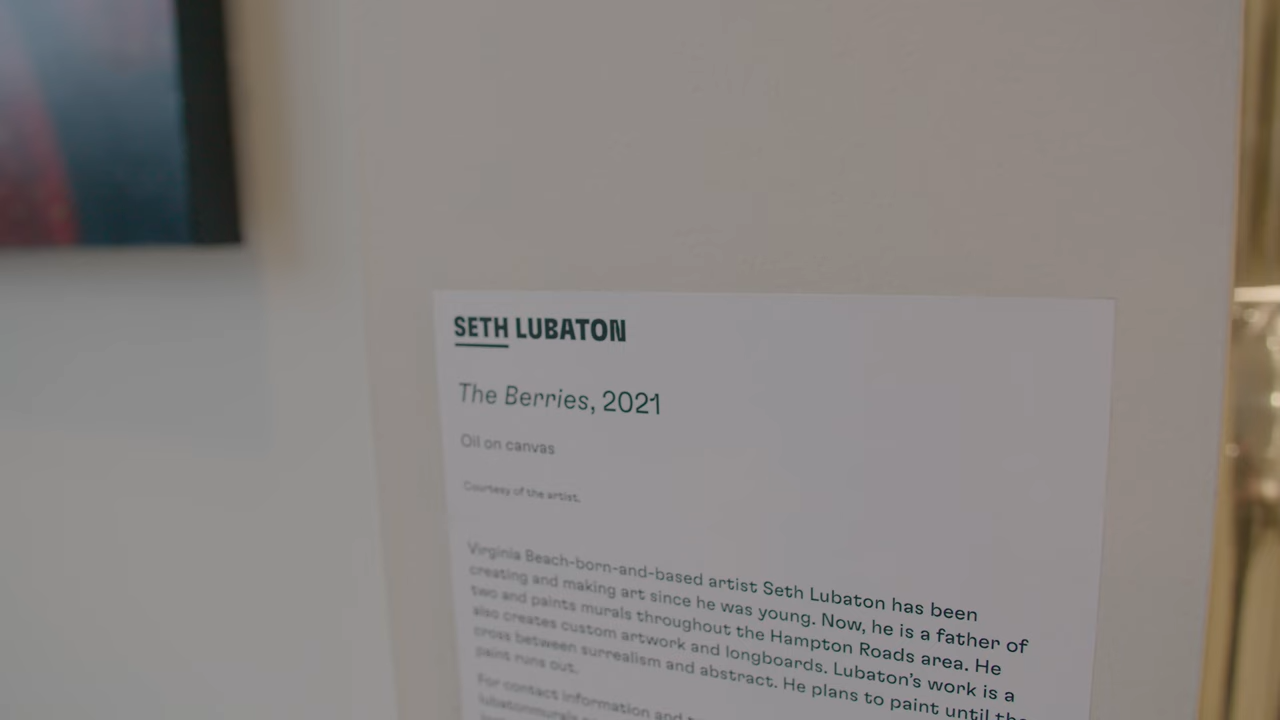 SETH LUBATON
The Berries, 2021
Oil on canvas
Courtesy of the artist.
Virginia Beach-born-and-based artist Seth Lubaton has been
creating and making art since he was young. Now, he is a father of
two and paints murals throughout the Hampton Roads area. He
also creates custom artwork and longboards. Lubaton's work is a
cross between surrealism and abstract. He plans to paint until the
paint runs out.
For contact information and
lubatonmurals